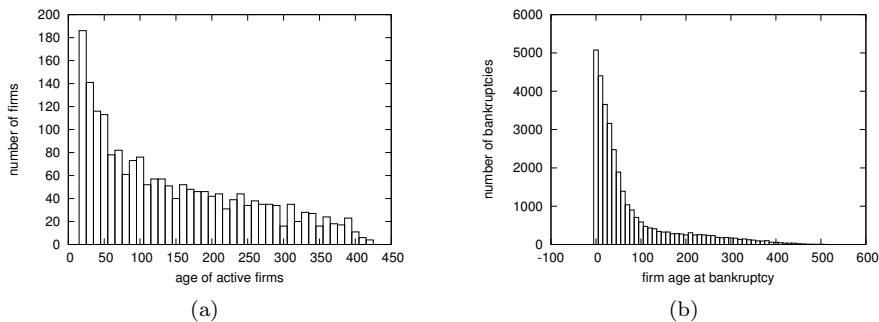 200
180
160
140
120
100
80
60
40
20
0
number of firms
0 50 100 150 200 250 300 350 400 450
age of active firms
(a)
6000
5000
4000
3000
2000
1000
0
number of bankruptcies
-100 0 100 200 300 400 500 600
firm age at bankruptcy
(b)